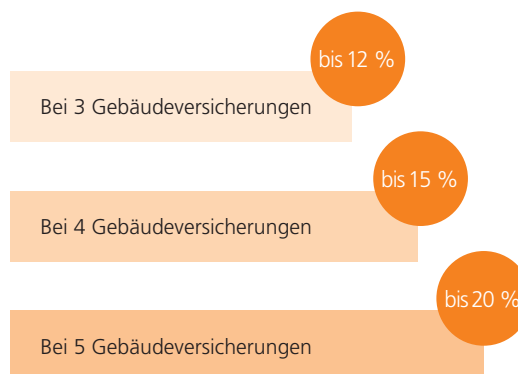 bis 12 %
Bei 3 Gebäudeversicherungen
bis 15 %
Bei 4 Gebäudeversicherungen
bis 20 %
Bei 5 Gebäudeversicherungen